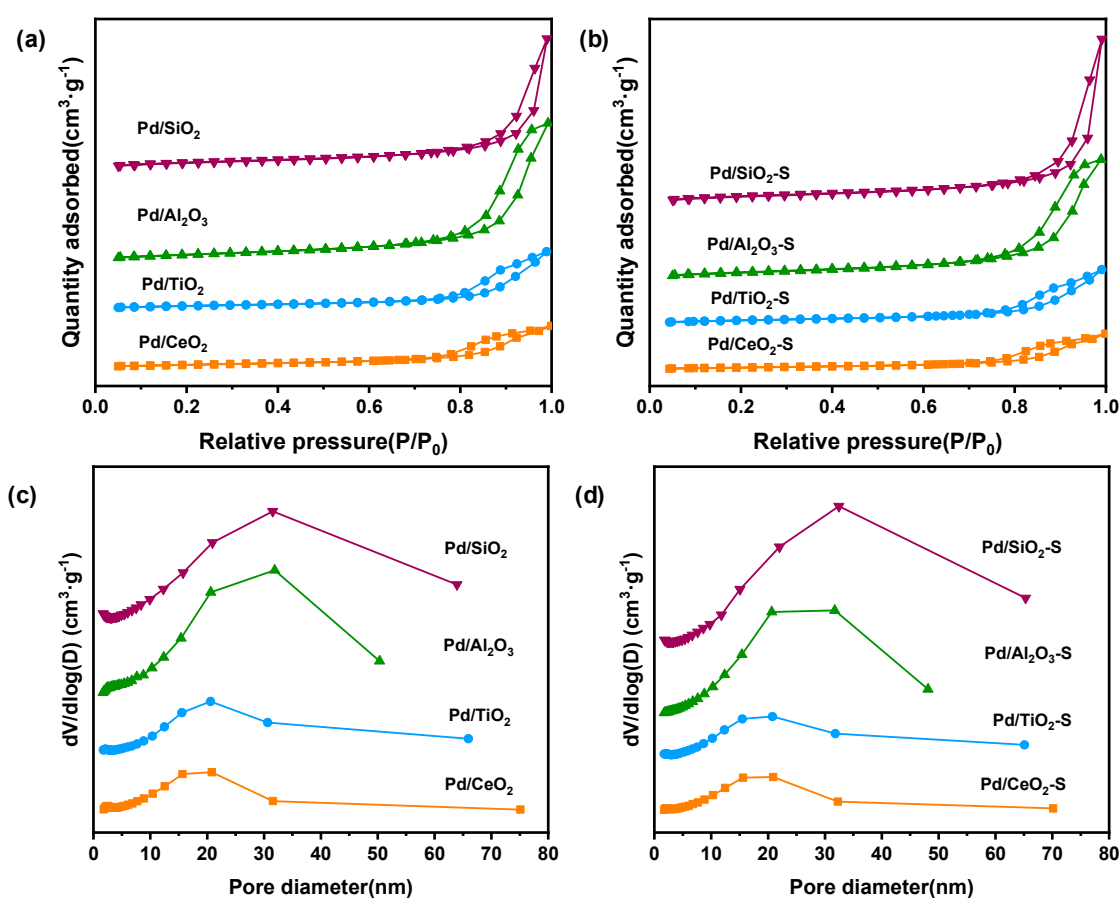 (a)
Quantity adsorbed(cm³·g⁻¹)
Pd/SiO₂
Pd/Al₂O₃
Pd/TiO₂
Pd/CeO₂
0.0 0.2 0.4 0.6 0.8 1.0
Relative pressure(P/P₀)
(b)
Quantity adsorbed(cm³·g⁻¹)
Pd/SiO₂-S
Pd/Al₂O₃-S
Pd/TiO₂-S
Pd/CeO₂-S
0.0 0.2 0.4 0.6 0.8 1.0
Relative pressure(P/P₀)
(c)
dV/dlog(D) (cm³·g⁻¹)
Pd/SiO₂
Pd/Al₂O₃
Pd/TiO₂
Pd/CeO₂
0 10 20 30 40 50 60 70 80
Pore diameter(nm)
(d)
dV/dlog(D) (cm³·g⁻¹)
Pd/SiO₂-S
Pd/Al₂O₃-S
Pd/TiO₂-S
Pd/CeO₂-S
0 10 20 30 40 50 60 70 80
Pore diameter(nm)